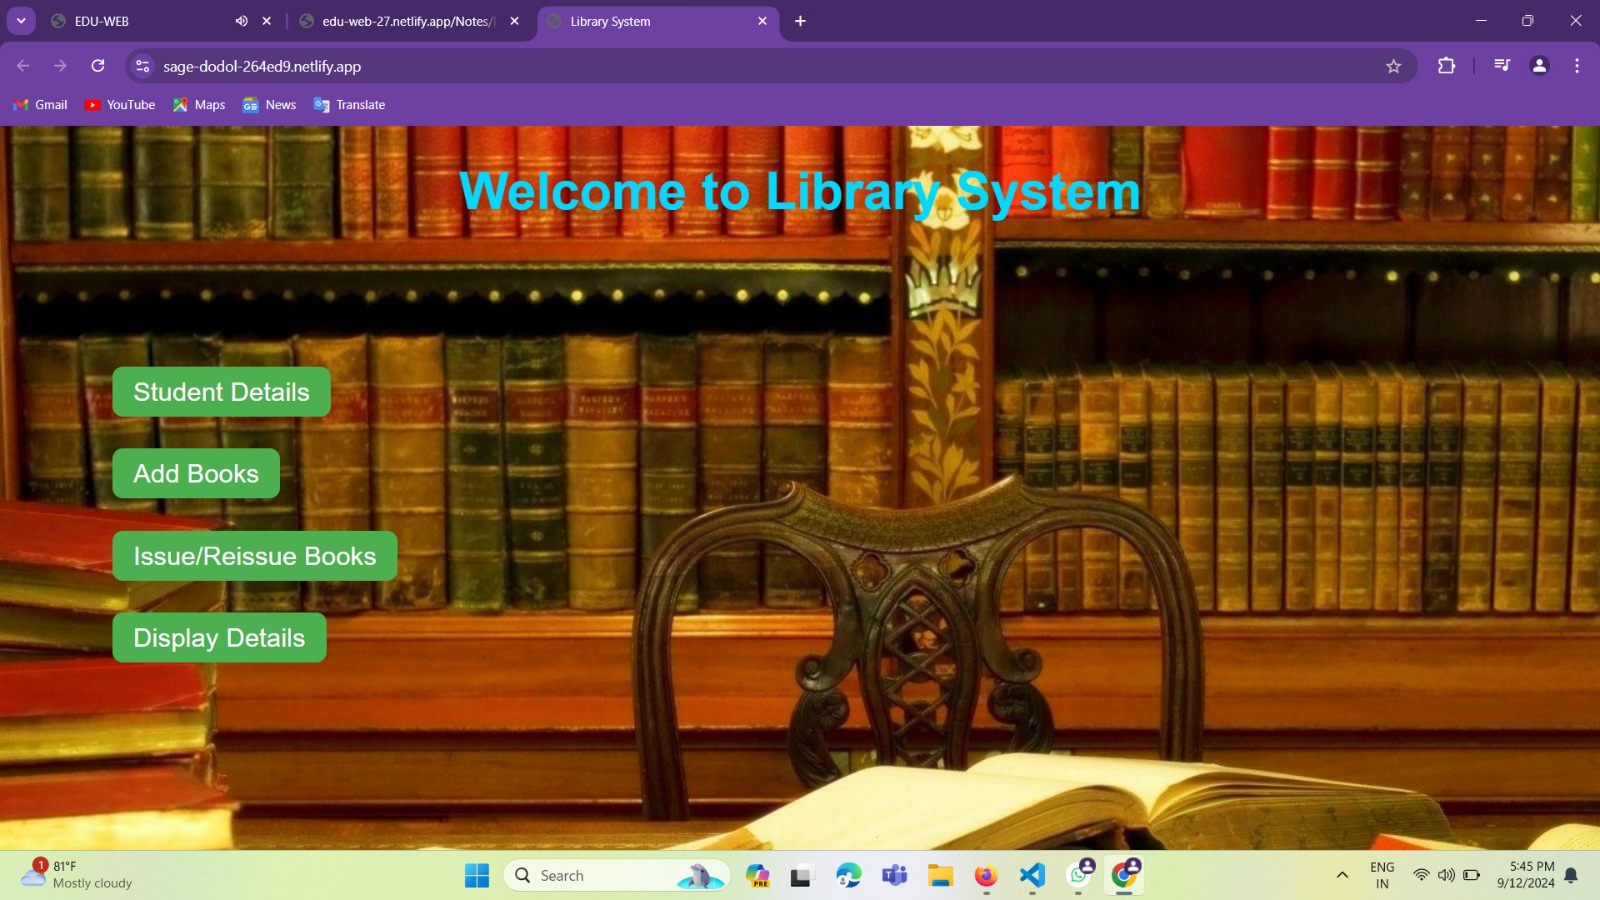 EDU-WEB
edu-web-27.netlify.app/Notes/
Library System
sage-dodol-264ed9.netlify.app
Gmail
YouTube
Maps
News
Translate
Welcome to Library System
Student Details
Add Books
Issue/Reissue Books
Display Details
1
81°F
Mostly cloudy
Search
PRE
ENG
IN
5:45 PM
9/12/2024